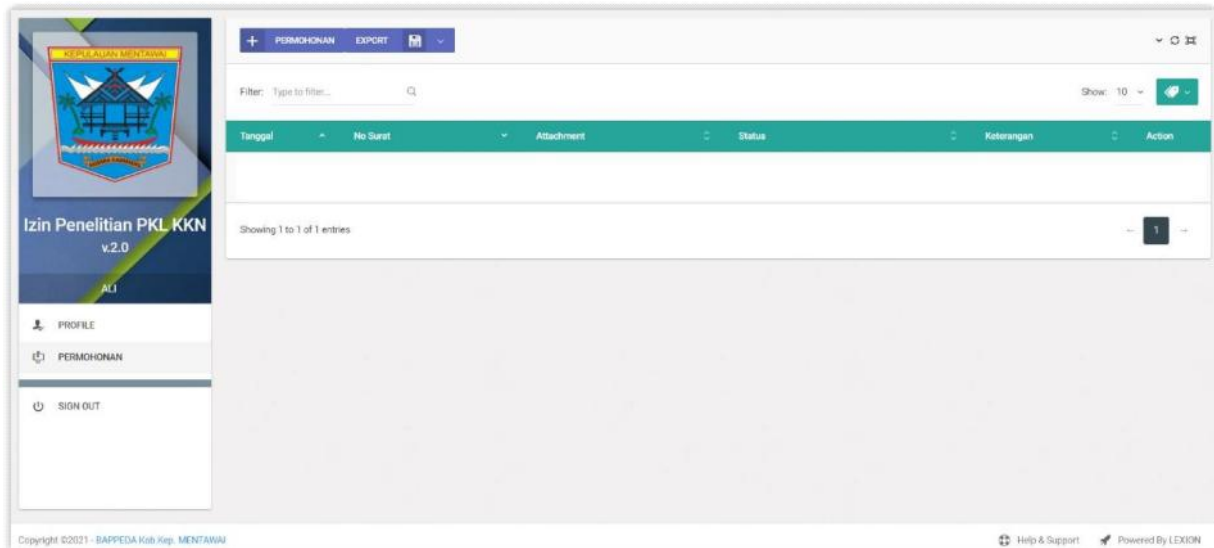 KEPULAUAN MENTAWAI
Izin Penelitian PKL KKN
v.2.0
ALI
PROFILE
PERMOHONAN
SIGN OUT
PERMOHONAN EXPORT
Filter: Type to filter...
Show: 10
Tanggal No Surat Attachment Status Keterangan Action
Showing 1 to 1 of 1 entries
← 1 →
Copyright ©2021 - BAPPEDA Kab.Kep. MENTAWAI
Help & Support
Powered By LEXION